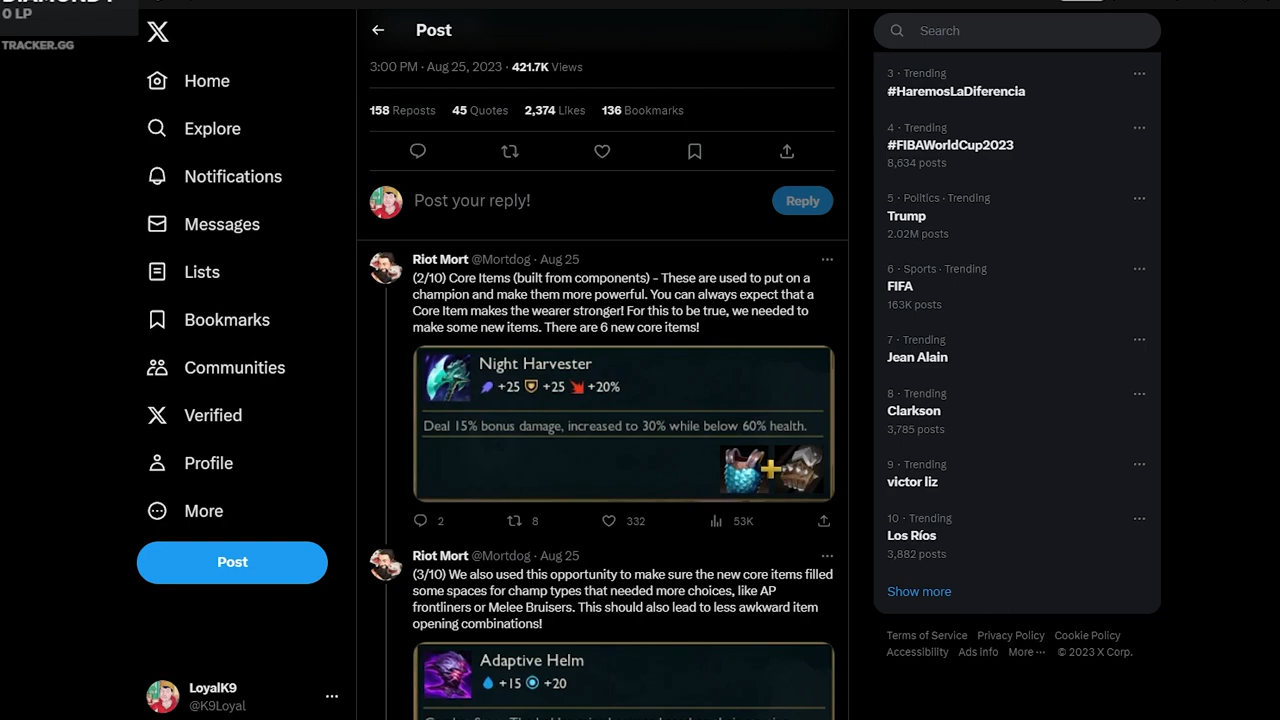 0 LP
TRACKER.GG
Home
Explore
Notifications
Messages
Lists
Bookmarks
Communities
Verified
Profile
More
Post
LoyalK9
@K9Loyal
Post
3:00 PM · Aug 25, 2023 · 421.7K Views
158 Reposts 45 Quotes 2,374 Likes 136 Bookmarks
Post your reply!
Reply
Riot Mort @Mortdog · Aug 25
(2/10) Core Items (built from components) - These are used to put on a
champion and make them more powerful. You can always expect that a
Core Item makes the wearer stronger! For this to be true, we needed to
make some new items. There are 6 new core items!
Night Harvester
+25 +25 +20%
Deal 15% bonus damage, increased to 30% while below 60% health.
2 8 332 53K
Riot Mort @Mortdog · Aug 25
(3/10) We also used this opportunity to make sure the new core items filled
some spaces for champ types that needed more choices, like AP
frontliners or Melee Bruisers. This should also lead to less awkward item
opening combinations!
Adaptive Helm
+15 +20
Search
3 · Trending
#HaremosLaDiferencia
4 · Trending
#FIBAWorldCup2023
8,634 posts
5 · Politics · Trending
Trump
2.02M posts
6 · Sports · Trending
FIFA
163K posts
7 · Trending
Jean Alain
8 · Trending
Clarkson
3,785 posts
9 · Trending
victor liz
10 · Trending
Los Ríos
3,882 posts
Show more
Terms of Service Privacy Policy Cookie Policy
Accessibility Ads info More ··· © 2023 X Corp.